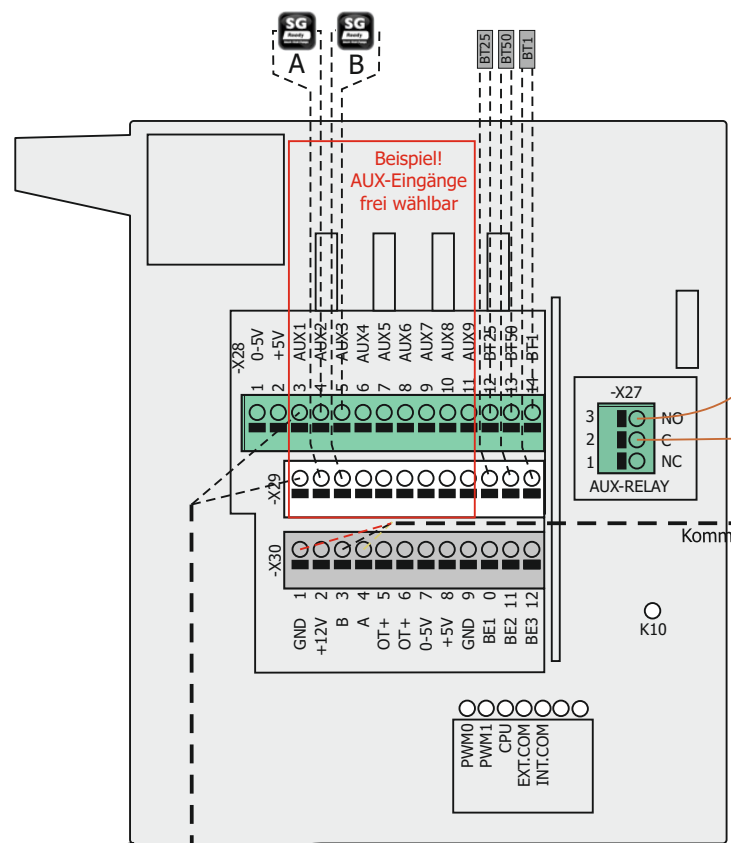 SG
Ready
SG
Ready
A
B
BT25
BT50
BT1
Beispiel!
AUX-Eingänge
frei wählbar
-X28
0-5V
+5V
AUX1
AUX2
AUX3
AUX4
AUX5
AUX6
AUX7
AUX8
AUX9
BT25
BT50
BT1
1
2
3
4
5
6
7
8
9
10
11
12
13
14
-X27
3
NO
2
C
1
NC
AUX-RELAY
-X29
Komm
-X30
1
2
3
4
5
6
7
8
9
0
11
12
GND
+12V
B
A
OT+
OT+
0-5V
+5V
GND
BE1
BE2
BE3
K10
PWM0
PWM1
CPU
EXT.COM
INT.COM